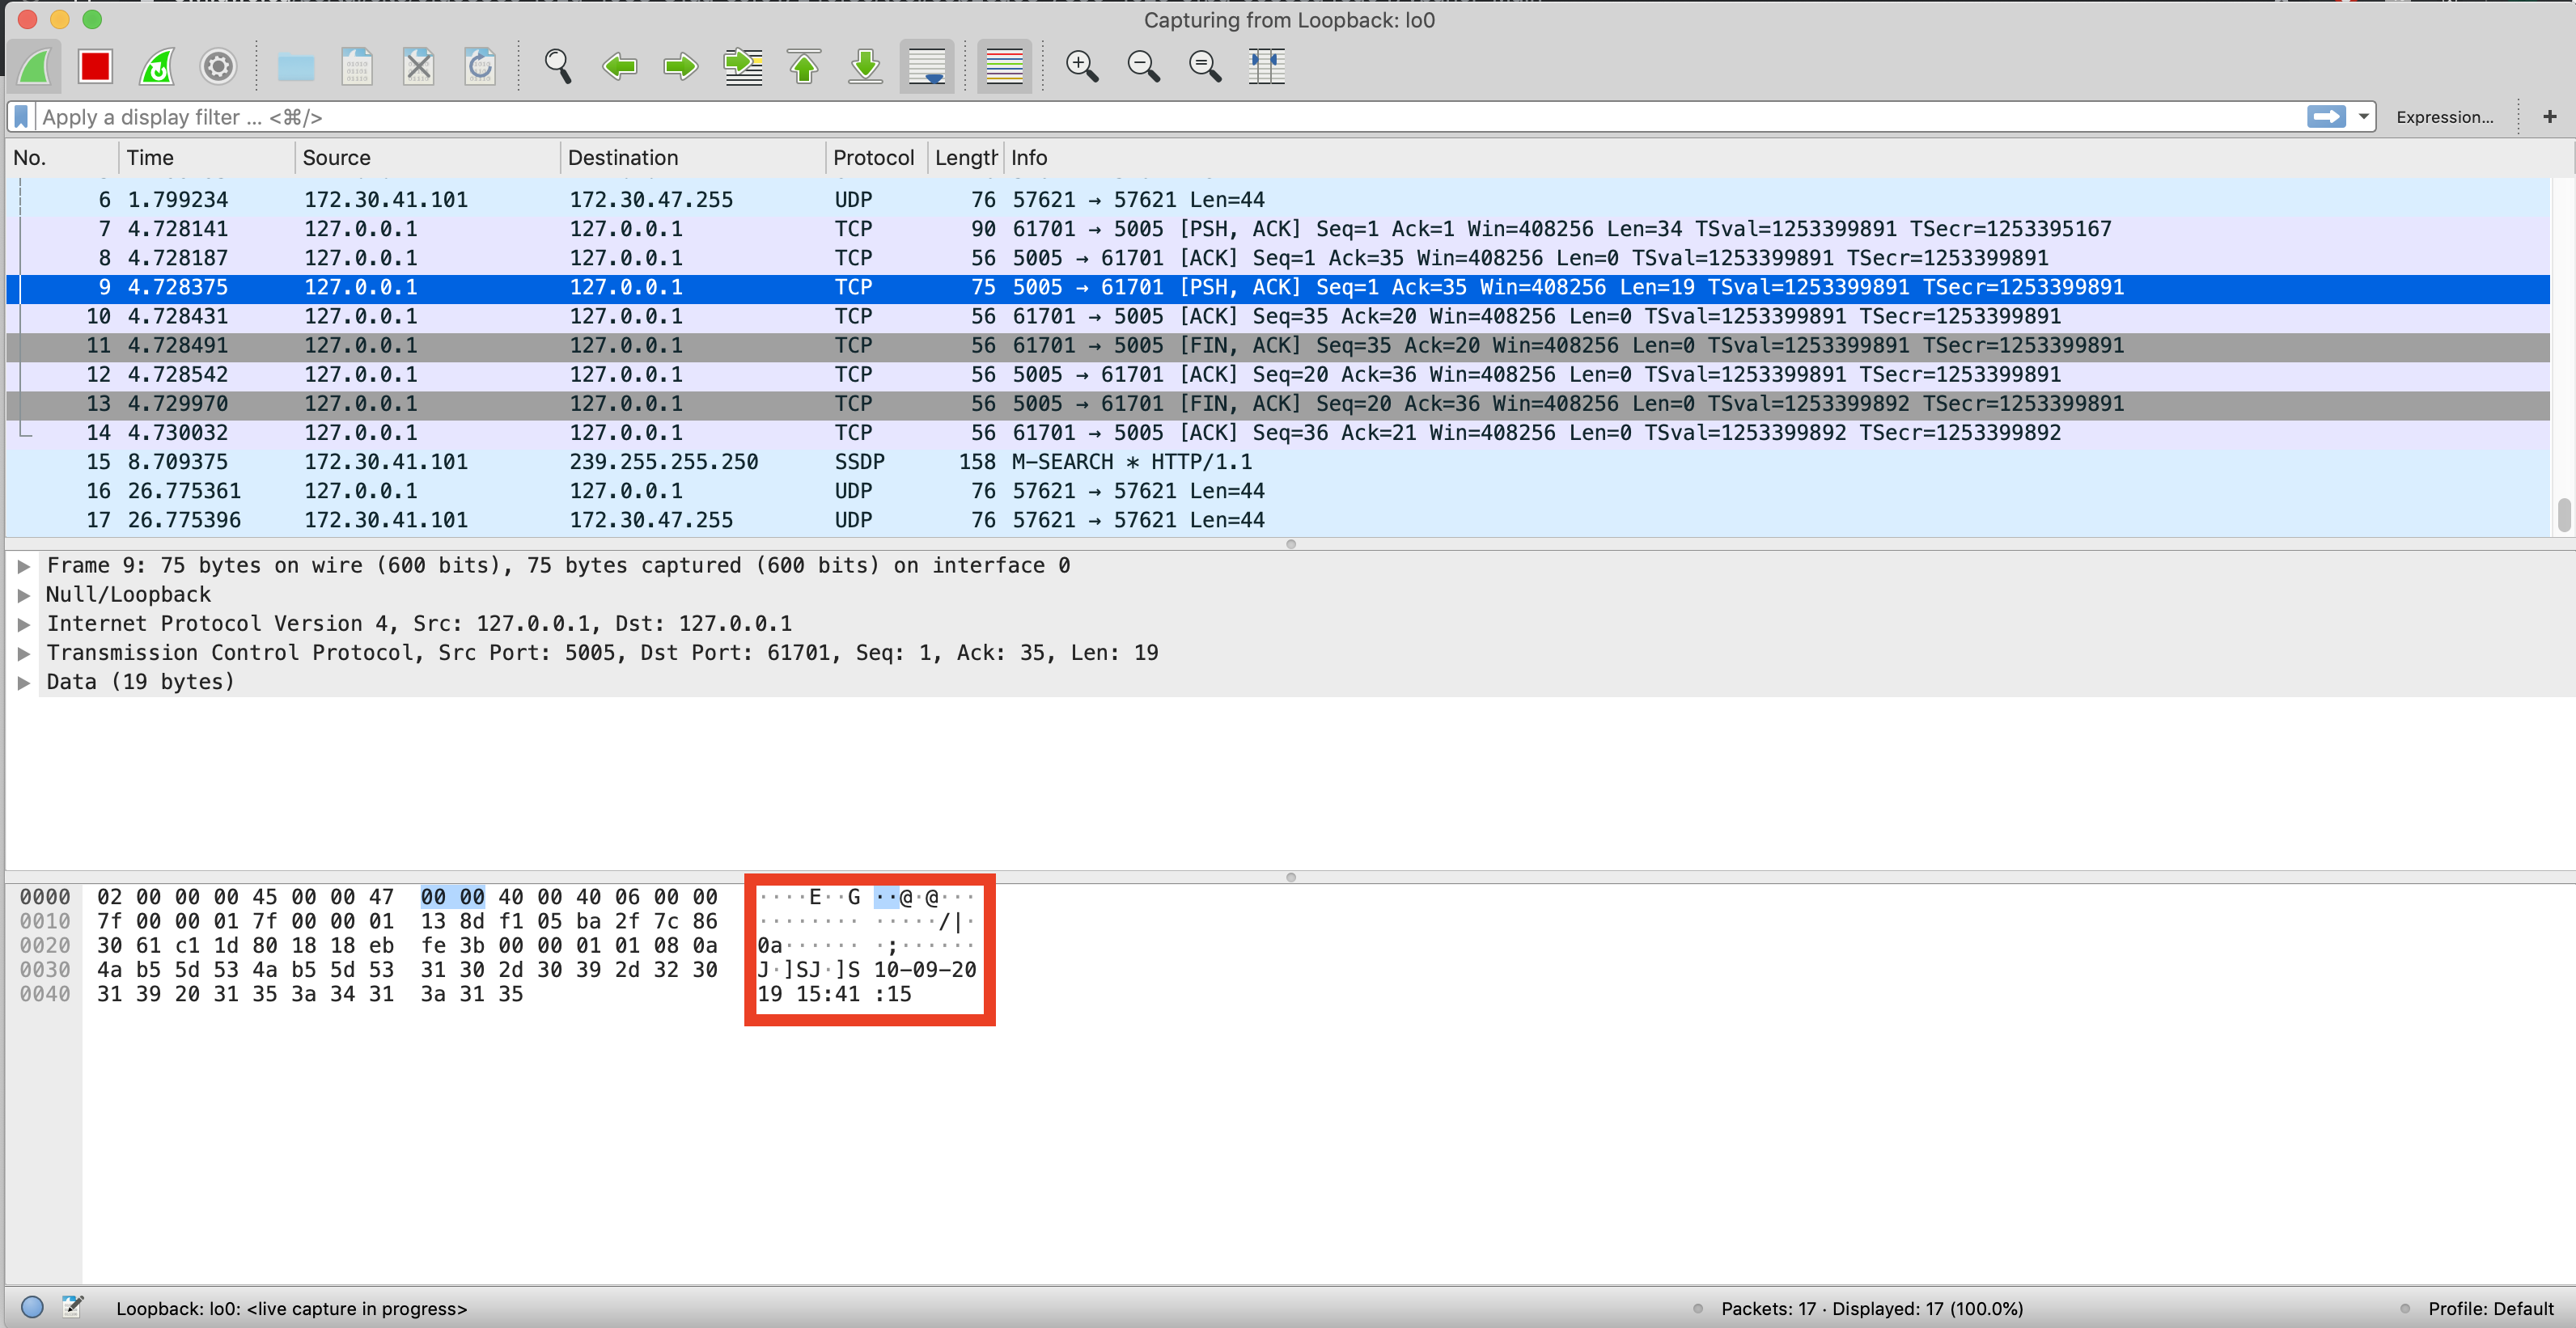 Capturing from Loopback: lo0
Apply a display filter ... <⌘/>
Expression...
+
No. Time Source Destination Protocol Length Info
6 1.799234 172.30.41.101 172.30.47.255 UDP 76 57621 → 57621 Len=44
7 4.728141 127.0.0.1 127.0.0.1 TCP 90 61701 → 5005 [PSH, ACK] Seq=1 Ack=1 Win=408256 Len=34 TSval=1253399891 TSecr=1253395167
8 4.728187 127.0.0.1 127.0.0.1 TCP 56 5005 → 61701 [ACK] Seq=1 Ack=35 Win=408256 Len=0 TSval=1253399891 TSecr=1253399891
9 4.728375 127.0.0.1 127.0.0.1 TCP 75 5005 → 61701 [PSH, ACK] Seq=1 Ack=35 Win=408256 Len=19 TSval=1253399891 TSecr=1253399891
10 4.728431 127.0.0.1 127.0.0.1 TCP 56 61701 → 5005 [ACK] Seq=35 Ack=20 Win=408256 Len=0 TSval=1253399891 TSecr=1253399891
11 4.728491 127.0.0.1 127.0.0.1 TCP 56 61701 → 5005 [FIN, ACK] Seq=35 Ack=20 Win=408256 Len=0 TSval=1253399891 TSecr=1253399891
12 4.728542 127.0.0.1 127.0.0.1 TCP 56 5005 → 61701 [ACK] Seq=20 Ack=36 Win=408256 Len=0 TSval=1253399891 TSecr=1253399891
13 4.729970 127.0.0.1 127.0.0.1 TCP 56 5005 → 61701 [FIN, ACK] Seq=20 Ack=36 Win=408256 Len=0 TSval=1253399892 TSecr=1253399891
14 4.730032 127.0.0.1 127.0.0.1 TCP 56 61701 → 5005 [ACK] Seq=36 Ack=21 Win=408256 Len=0 TSval=1253399892 TSecr=1253399892
15 8.709375 172.30.41.101 239.255.255.250 SSDP 158 M-SEARCH * HTTP/1.1
16 26.775361 127.0.0.1 127.0.0.1 UDP 76 57621 → 57621 Len=44
17 26.775396 172.30.41.101 172.30.47.255 UDP 76 57621 → 57621 Len=44
Frame 9: 75 bytes on wire (600 bits), 75 bytes captured (600 bits) on interface 0
Null/Loopback
Internet Protocol Version 4, Src: 127.0.0.1, Dst: 127.0.0.1
Transmission Control Protocol, Src Port: 5005, Dst Port: 61701, Seq: 1, Ack: 35, Len: 19
Data (19 bytes)
0000 02 00 00 00 45 00 00 47 00 00 40 00 40 06 00 00 ····E··G ··@·@···
0010 7f 00 00 01 7f 00 00 01 13 8d f1 05 ba 2f 7c 86 ········ ·····/|·
0020 30 61 c1 1d 80 18 18 eb fe 3b 00 00 01 01 08 0a 0a······ ·;······
0030 4a b5 5d 53 4a b5 5d 53 31 30 2d 30 39 2d 32 30 J·]SJ·]S 10-09-20
0040 31 39 20 31 35 3a 34 31 3a 31 35 19 15:41 :15
Loopback: lo0: <live capture in progress>
Packets: 17 · Displayed: 17 (100.0%)
Profile: Default